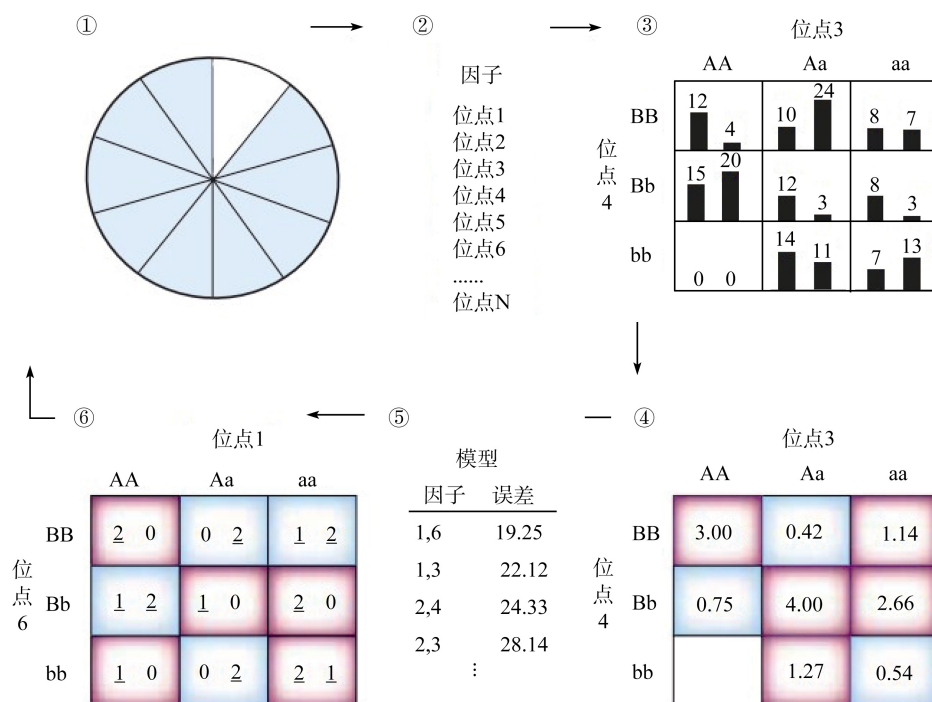 ①
②
③
因子
位点1
位点2
位点3
位点4
位点5
位点6
......
位点N
位点3
AA Aa aa
位点4
BB 12 4 10 24 8 7
Bb 15 20 12 3 8 3
bb 0 0 14 11 7 13
⑥
⑤
④
位点1
AA Aa aa
位点6
BB 2 0 0 2 1 2
Bb 1 2 1 0 2 0
bb 1 0 0 2 2 1
模型
因子 误差
1,6 19.25
1,3 22.12
2,4 24.33
2,3 28.14
⋮
位点3
AA Aa aa
位点4
BB 3.00 0.42 1.14
Bb 0.75 4.00 2.66
bb 1.27 0.54